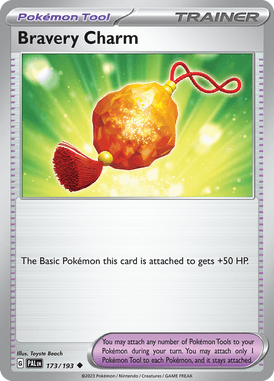 Pokémon Tool TRAINER
Bravery Charm
The Basic Pokémon this card is attached to gets +50 HP.
Illus. Toyste Beach
G PAL EN 173/193 ◆
You may attach any number of Pokémon Tools to your
Pokémon during your turn. You may attach only 1
Pokémon Tool to each Pokémon, and it stays attached.
©2023 Pokémon / Nintendo / Creatures / GAME FREAK